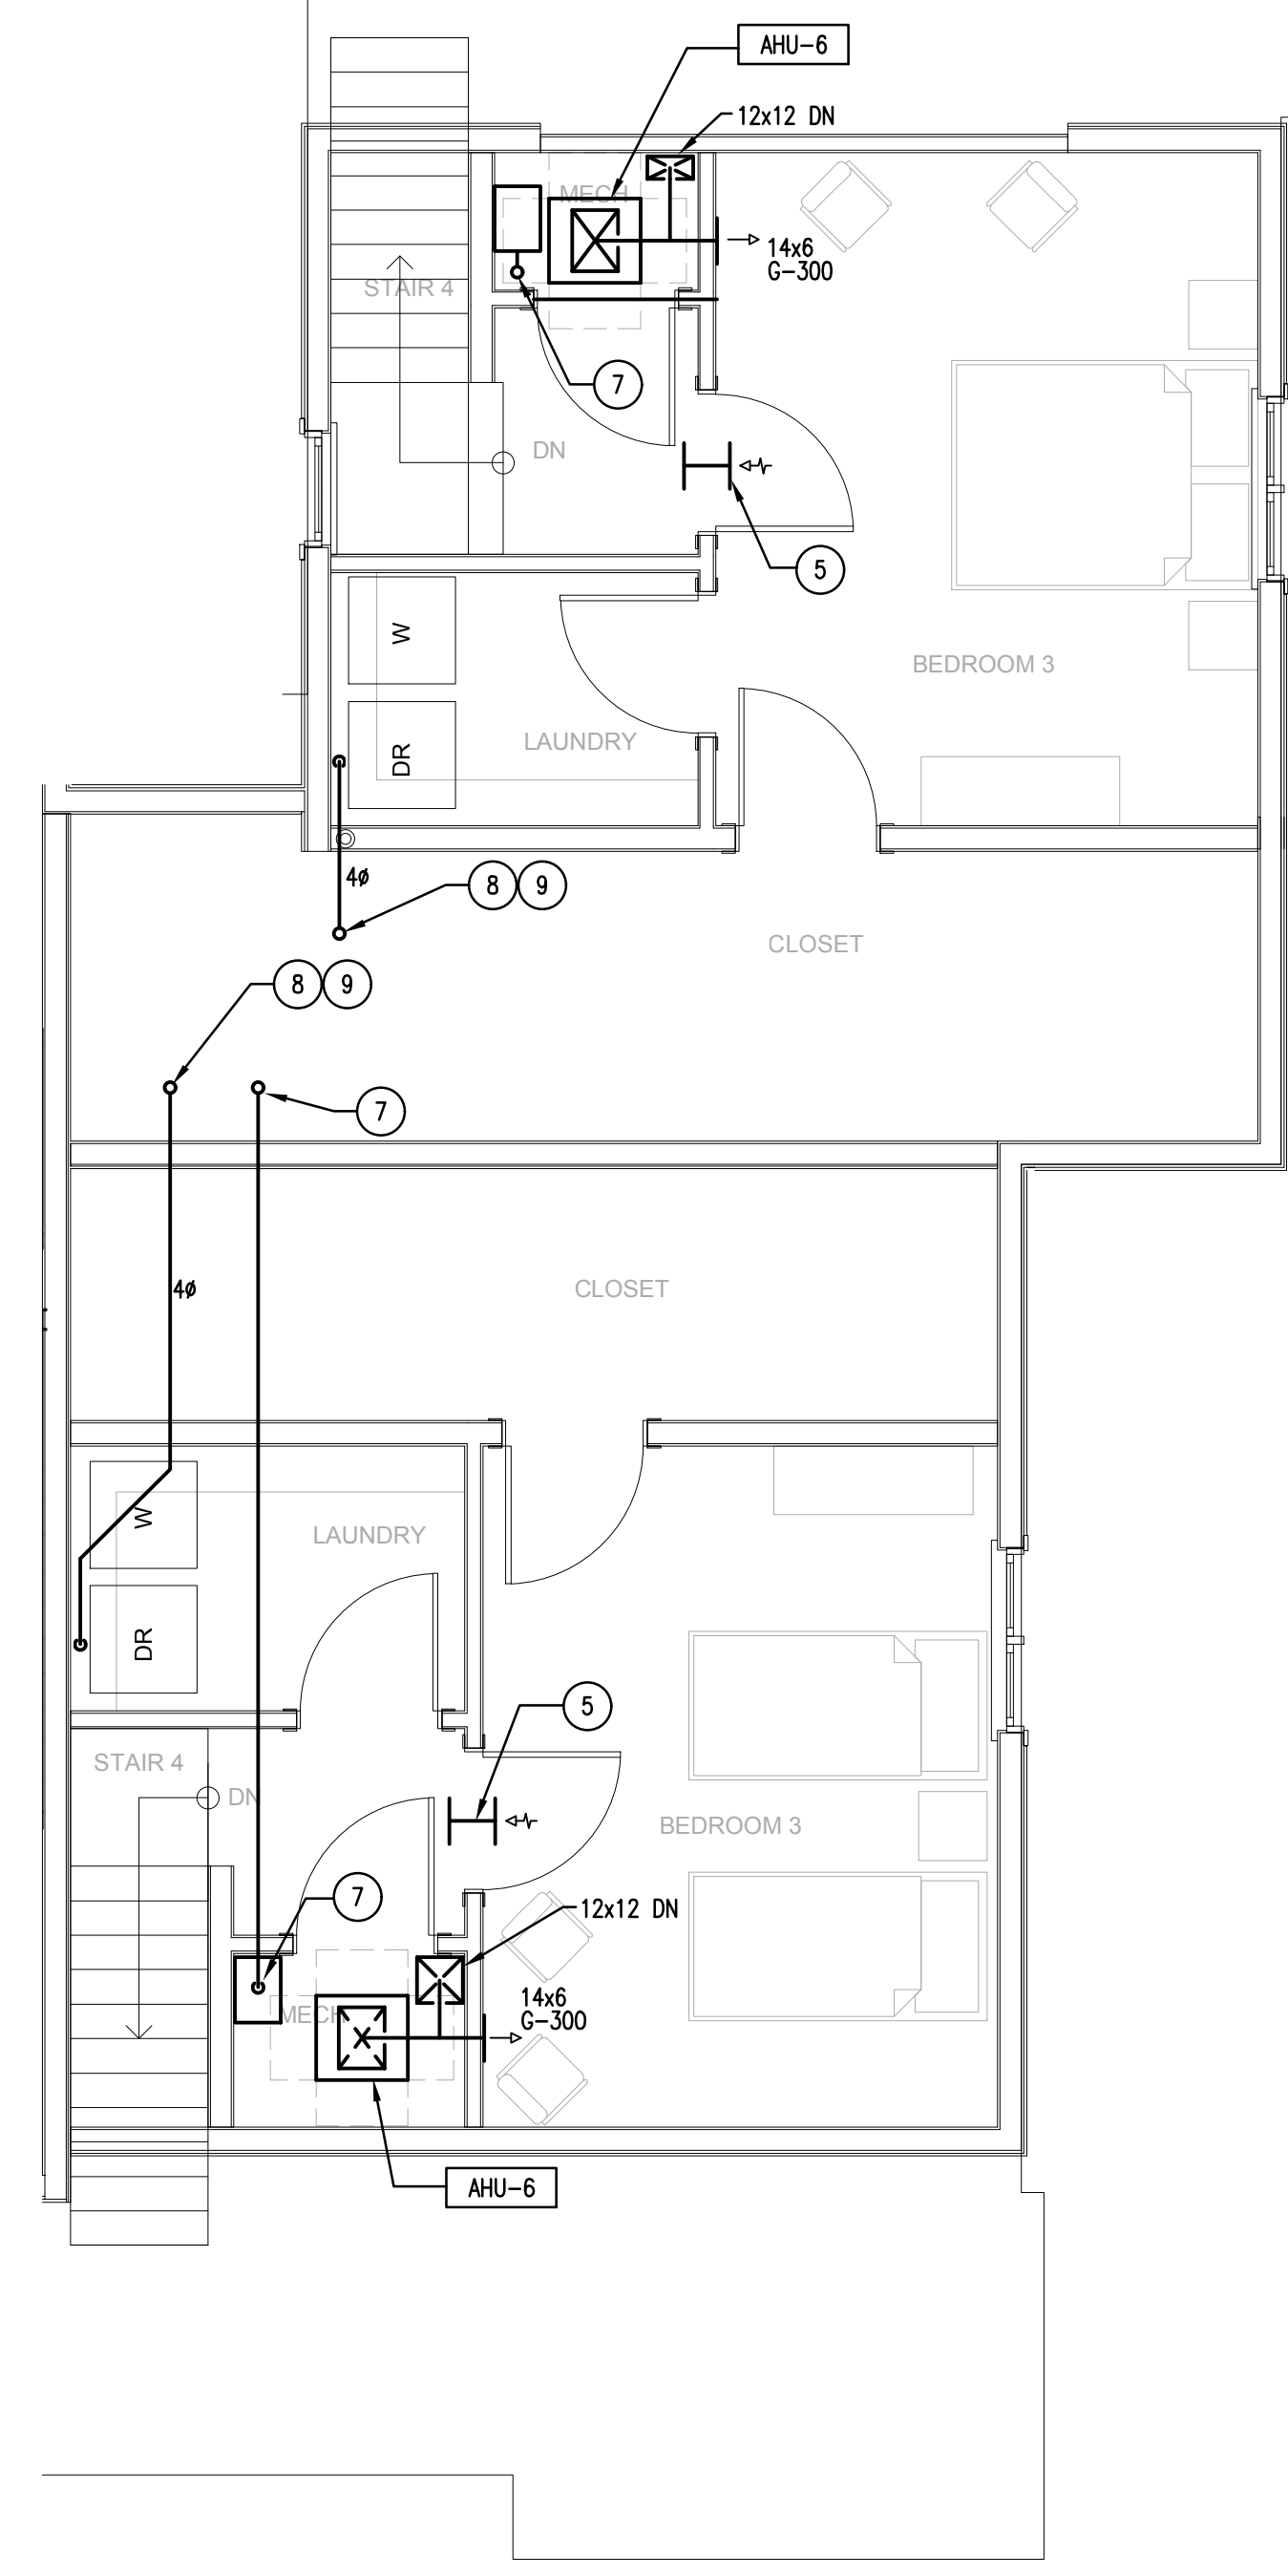 AHU-6
12x12 DN
MECH
14x6
G-300
STAIR 4
7
DN
5
W
BEDROOM 3
LAUNDRY
DR
4ø
8 9
CLOSET
8 9
7
4ø
CLOSET
W
LAUNDRY
DR
5
STAIR 4
DN
BEDROOM 3
7
12x12 DN
14x6
G-300
MECH
AHU-6